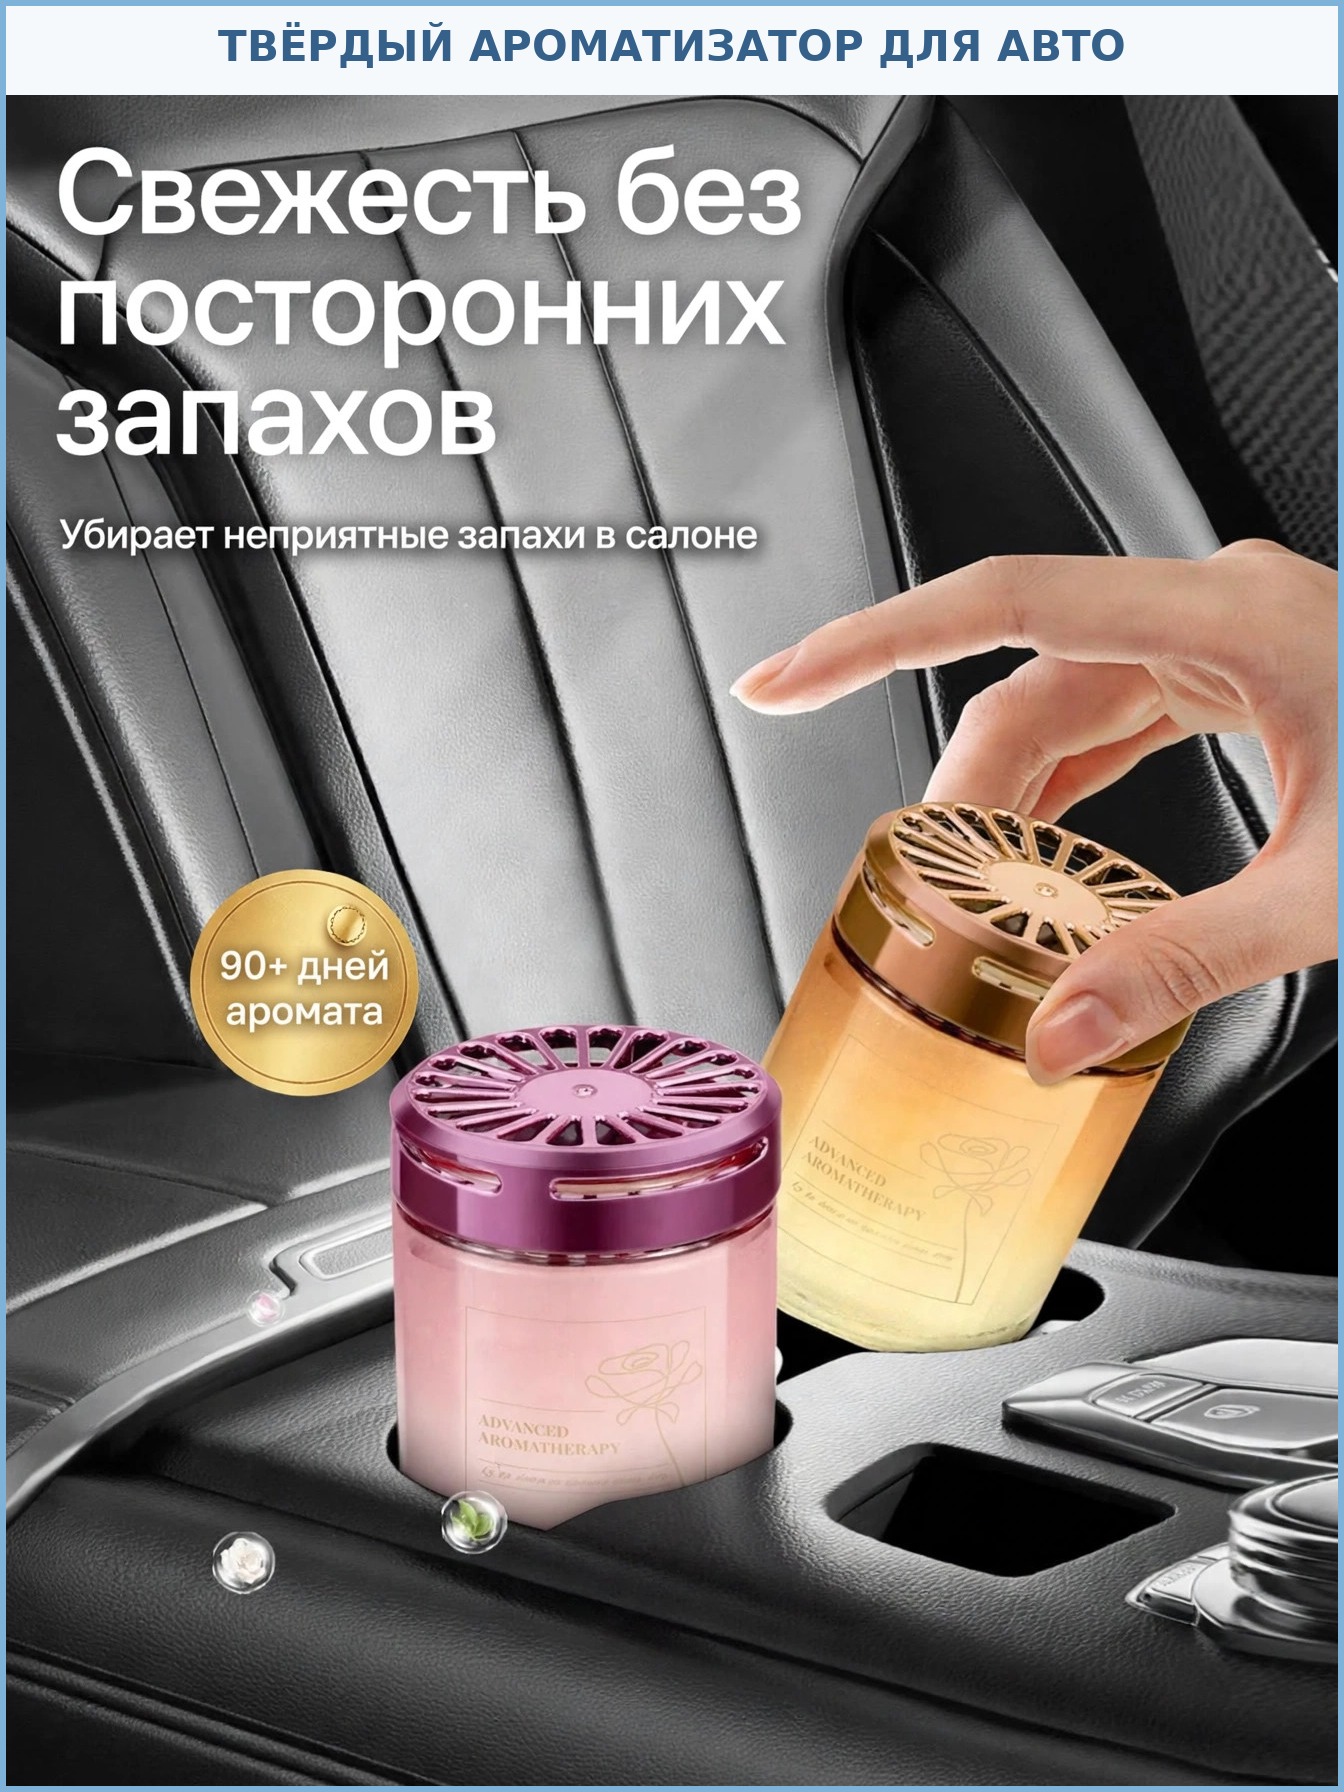 ТВЁРДЫЙ АРОМАТИЗАТОР ДЛЯ АВТО
Свежесть без
посторонних
запахов
Убирает неприятные запахи в салоне
90+ дней
аромата
ADVANCED
AROMATHERAPY
ADVANCED
AROMATHERAPY